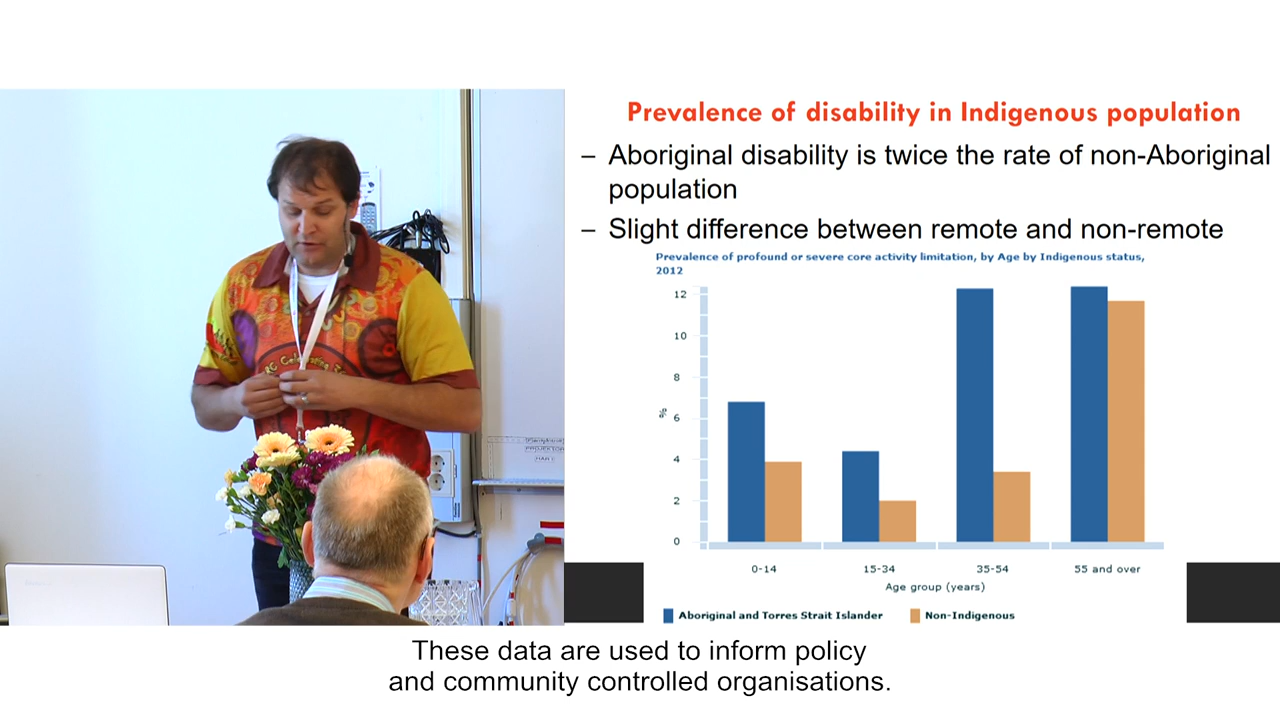 Prevalence of disability in Indigenous population
– Aboriginal disability is twice the rate of non-Aboriginal
population
– Slight difference between remote and non-remote
Prevalence of profound or severe core activity limitation, by Age by Indigenous status,
2012
12
10
8
%
6
4
2
0
0-14 15-34 35-54 55 and over
Age group (years)
Aboriginal and Torres Strait Islander Non-Indigenous
These data are used to inform policy
and community controlled organisations.